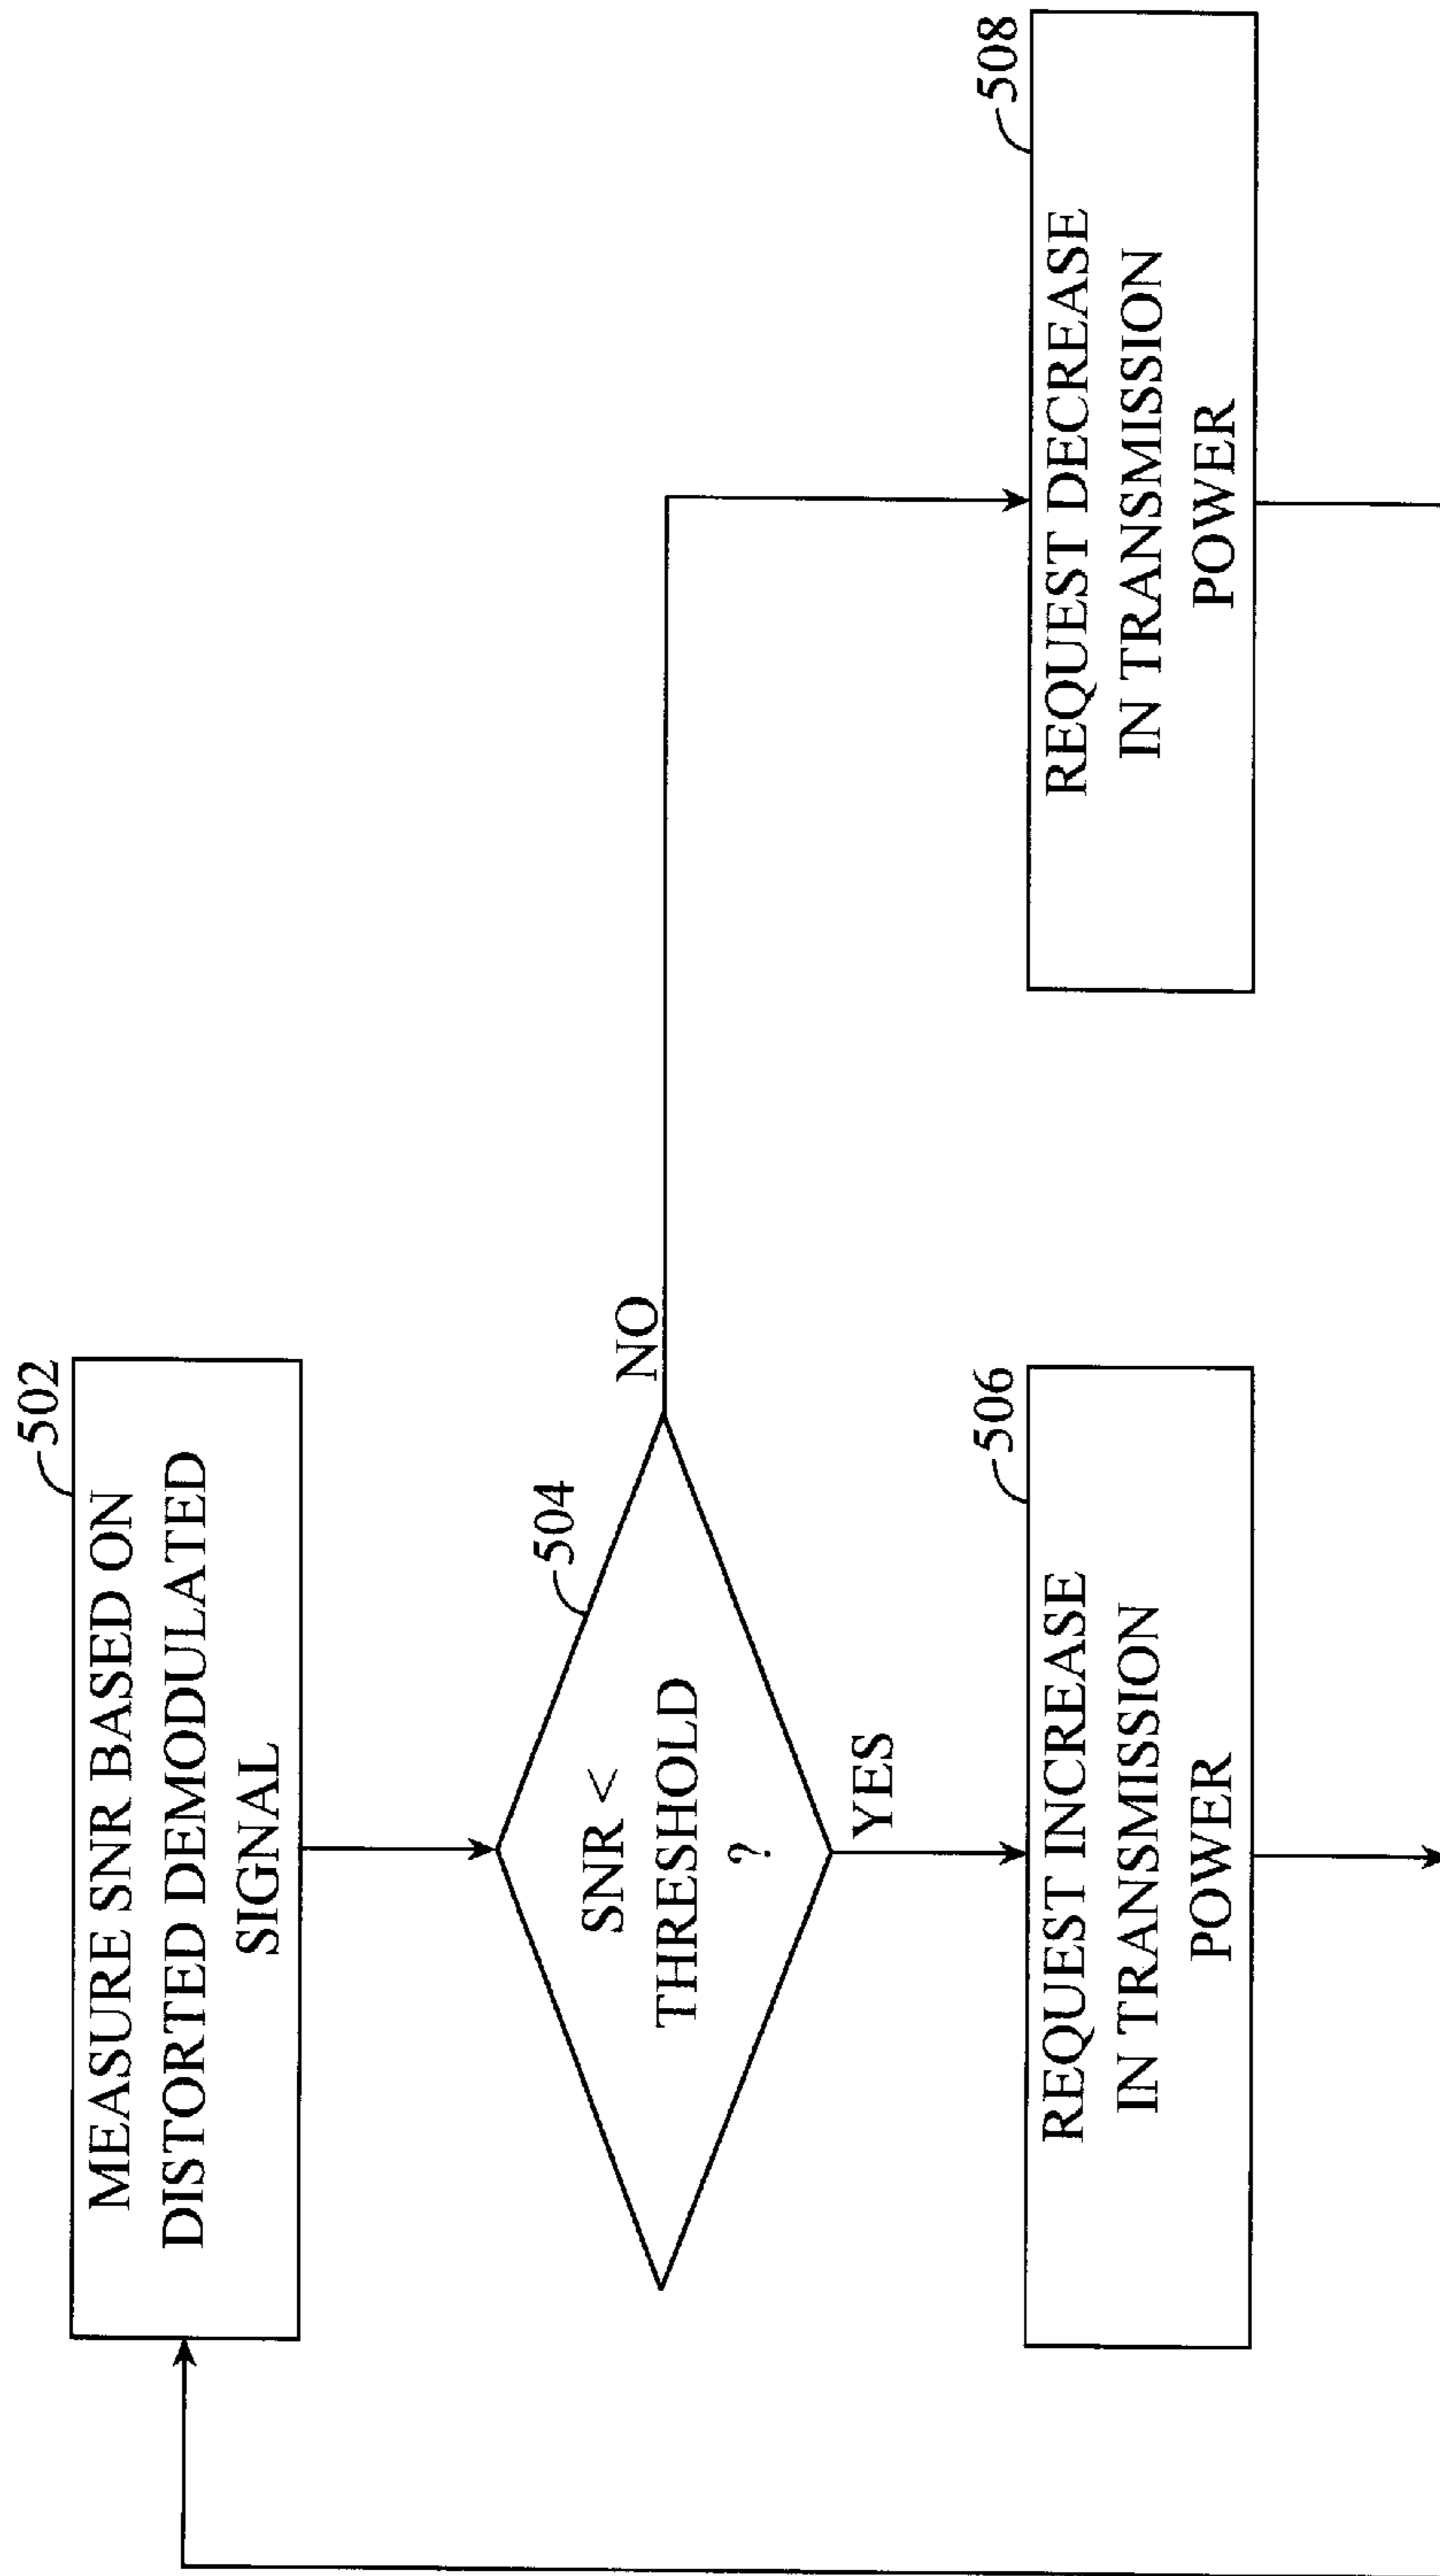 502
MEASURE SNR BASED ON
DISTORTED DEMODULATED
SIGNAL
504
SNR <
THRESHOLD
?
NO
YES
506
REQUEST INCREASE
IN TRANSMISSION
POWER
508
REQUEST DECREASE
IN TRANSMISSION
POWER